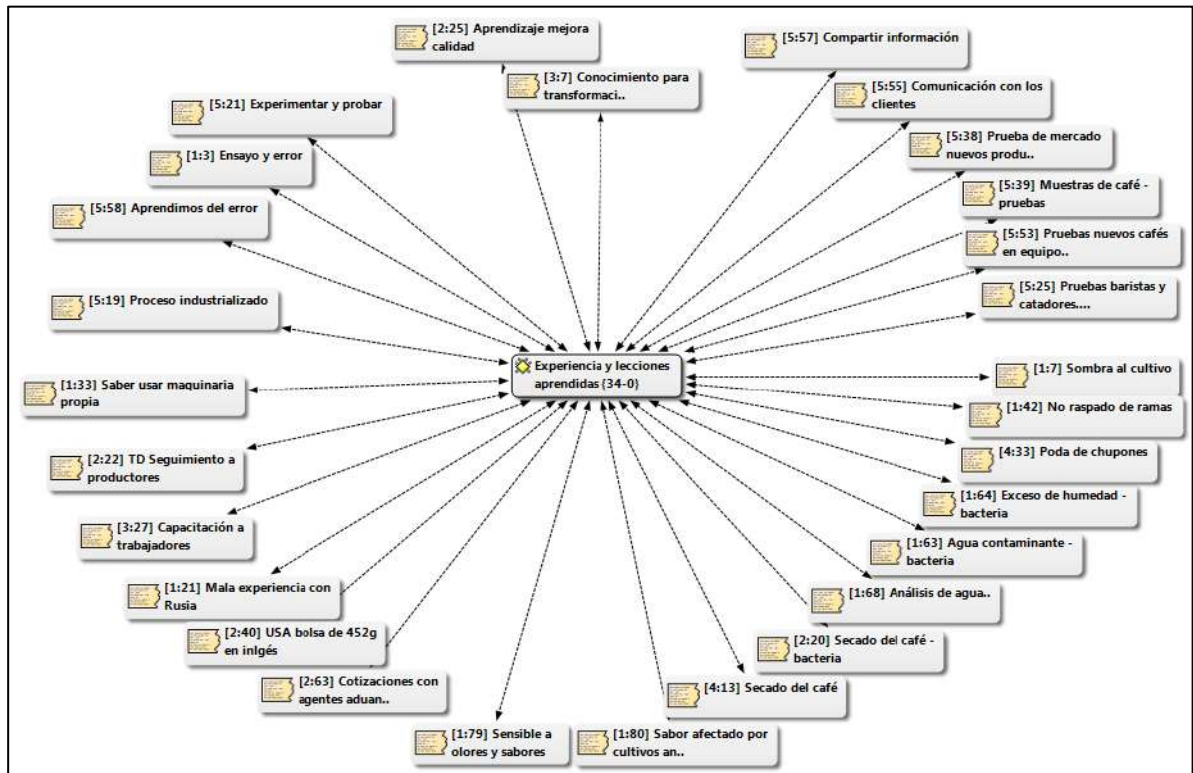 [2:25] Aprendizaje mejora
calidad
[5:57] Compartir información
[3:7] Conocimiento para
transformaci..
[5:55] Comunicación con los
clientes
[5:21] Experimentar y probar
[5:38] Prueba de mercado
nuevos produ..
[1:3] Ensayo y error
[5:39] Muestras de café -
pruebas
[5:58] Aprendimos del error
[5:53] Pruebas nuevos cafés
en equipo..
[5:25] Pruebas baristas y
catadores....
[5:19] Proceso industrializado
Experiencia y lecciones
aprendidas {34-0}
[1:7] Sombra al cultivo
[1:33] Saber usar maquinaria
propia
[1:42] No raspado de ramas
[4:33] Poda de chupones
[2:22] TD Seguimiento a
productores
[1:64] Exceso de humedad -
bacteria
[3:27] Capacitación a
trabajadores
[1:63] Agua contaminante -
bacteria
[1:21] Mala experiencia con
Rusia
[1:68] Análisis de agua..
[2:40] USA bolsa de 452g
en inlgés
[2:20] Secado del café -
bacteria
[2:63] Cotizaciones con
agentes aduan..
[4:13] Secado del café
[1:79] Sensible a
olores y sabores
[1:80] Sabor afectado por
cultivos an..